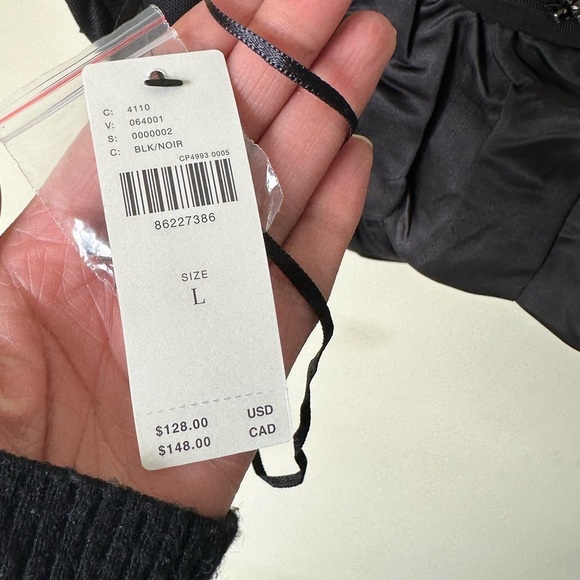 C: 4110
V: 064001
S: 0000002
C: BLK/NOIR
CP4993 0005
86227386
SIZE
L
$128.00 USD
$148.00 CAD